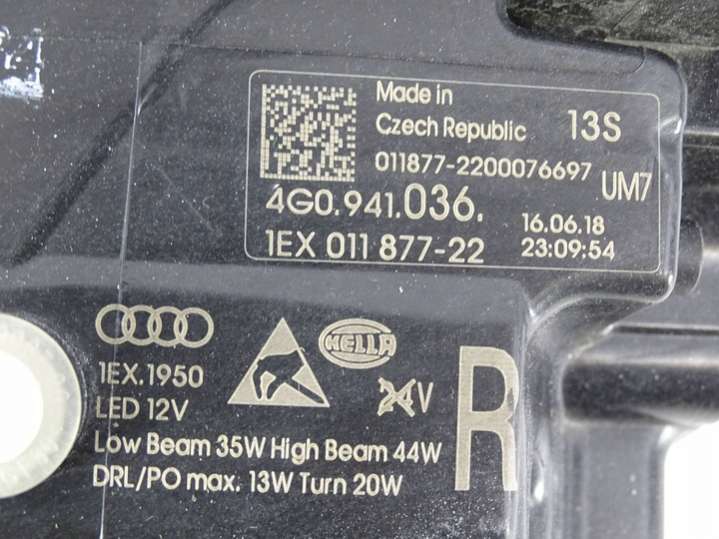 Made in
Czech Republic 13S
011877-2200076697
UM7
4G0.941.036.
16.06.18
1EX 011 877-22 23:09:54
HELLA
1EX.1950
LED 12V
24V
R
Low Beam 35W High Beam 44W
DRL/PO max. 13W Turn 20W